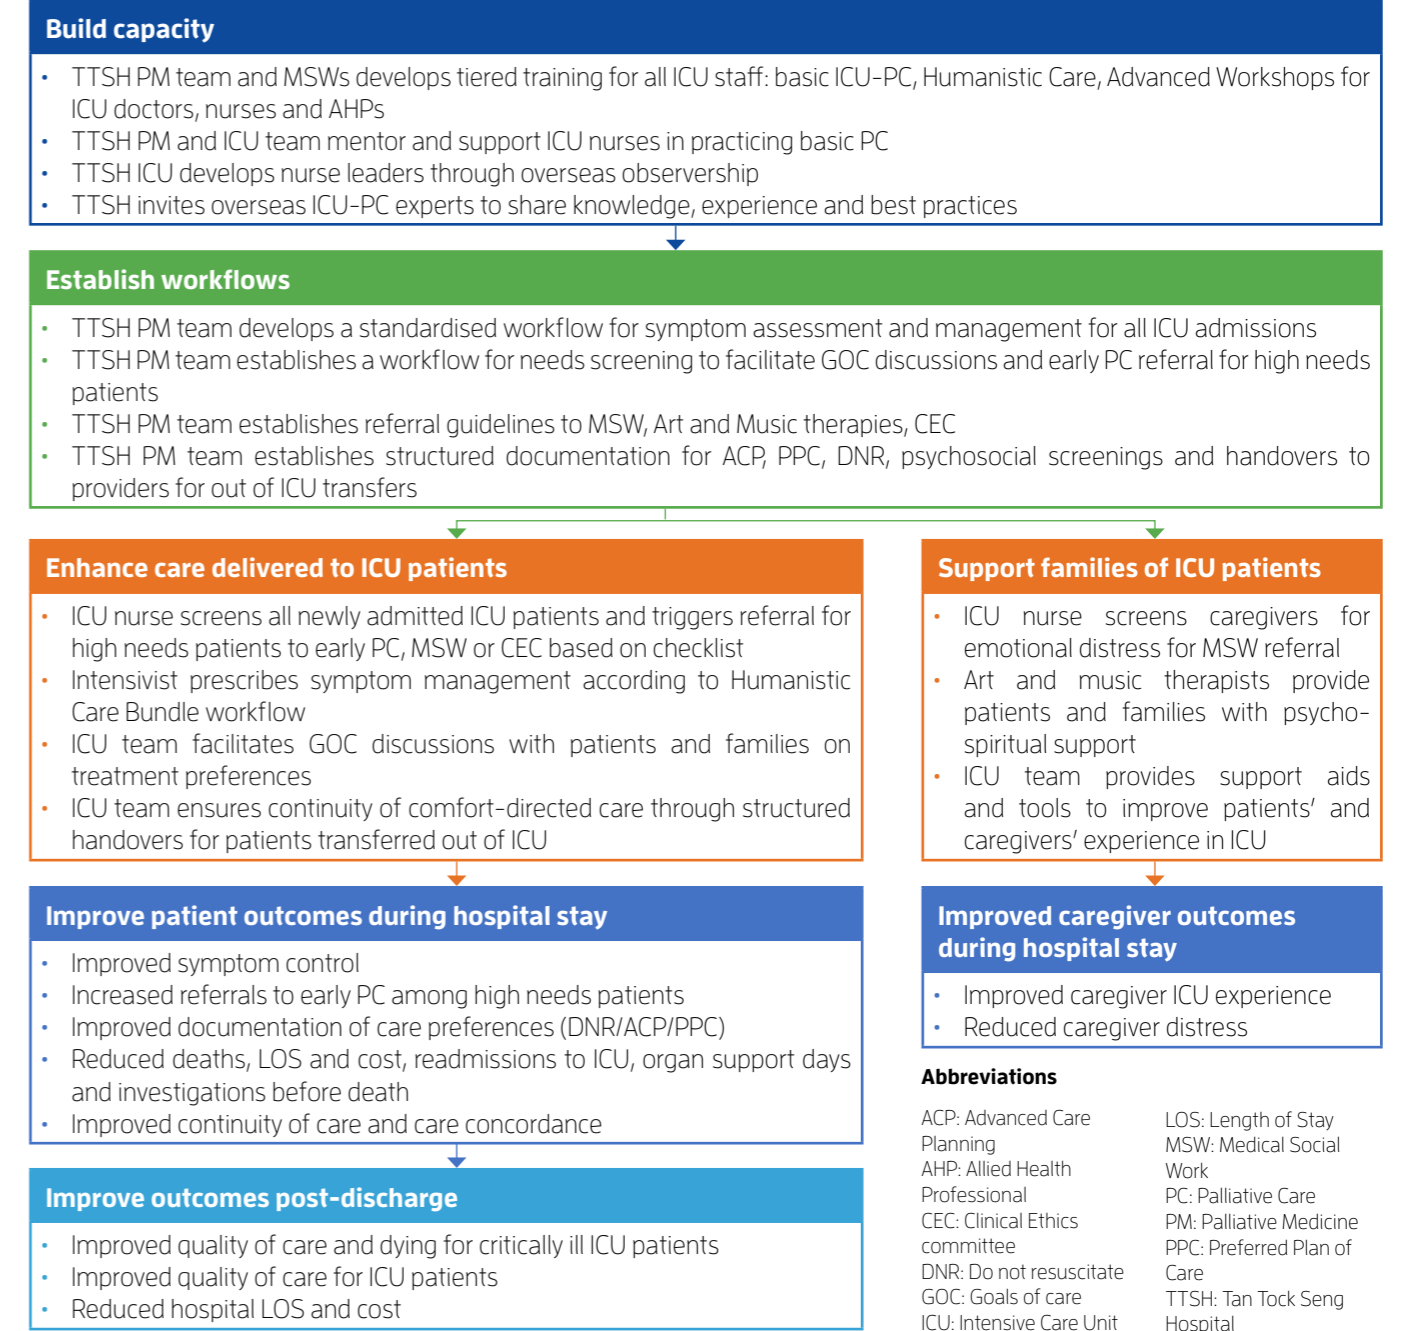 Build capacity
• TTSH PM team and MSWs develops tiered training for all ICU staff: basic ICU-PC, Humanistic Care, Advanced Workshops for
ICU doctors, nurses and AHPs
• TTSH PM and ICU team mentor and support ICU nurses in practicing basic PC
• TTSH ICU develops nurse leaders through overseas observership
• TTSH invites overseas ICU-PC experts to share knowledge, experience and best practices
Establish workflows
• TTSH PM team develops a standardised workflow for symptom assessment and management for all ICU admissions
• TTSH PM team establishes a workflow for needs screening to facilitate GOC discussions and early PC referral for high needs
patients
• TTSH PM team establishes referral guidelines to MSW, Art and Music therapies, CEC
• TTSH PM team establishes structured documentation for ACP, PPC, DNR, psychosocial screenings and handovers to
providers for out of ICU transfers
Enhance care delivered to ICU patients
• ICU nurse screens all newly admitted ICU patients and triggers referral for
high needs patients to early PC, MSW or CEC based on checklist
• Intensivist prescribes symptom management according to Humanistic
Care Bundle workflow
• ICU team facilitates GOC discussions with patients and families on
treatment preferences
• ICU team ensures continuity of comfort-directed care through structured
handovers for patients transferred out of ICU
Support families of ICU patients
• ICU nurse screens caregivers for
emotional distress for MSW referral
• Art and music therapists provide
patients and families with psycho-
spiritual support
• ICU team provides support aids
and tools to improve patients' and
caregivers' experience in ICU
Improve patient outcomes during hospital stay
• Improved symptom control
• Increased referrals to early PC among high needs patients
• Improved documentation of care preferences (DNR/ACP/PPC)
• Reduced deaths, LOS and cost, readmissions to ICU, organ support days
and investigations before death
• Improved continuity of care and care concordance
Improved caregiver outcomes
during hospital stay
• Improved caregiver ICU experience
• Reduced caregiver distress
Improve outcomes post-discharge
• Improved quality of care and dying for critically ill ICU patients
• Improved quality of care for ICU patients
• Reduced hospital LOS and cost
Abbreviations
ACP: Advanced Care
Planning
AHP: Allied Health
Professional
CEC: Clinical Ethics
committee
DNR: Do not resuscitate
GOC: Goals of care
ICU: Intensive Care Unit
LOS: Length of Stay
MSW: Medical Social
Work
PC: Palliative Care
PM: Palliative Medicine
PPC: Preferred Plan of
Care
TTSH: Tan Tock Seng
Hospital